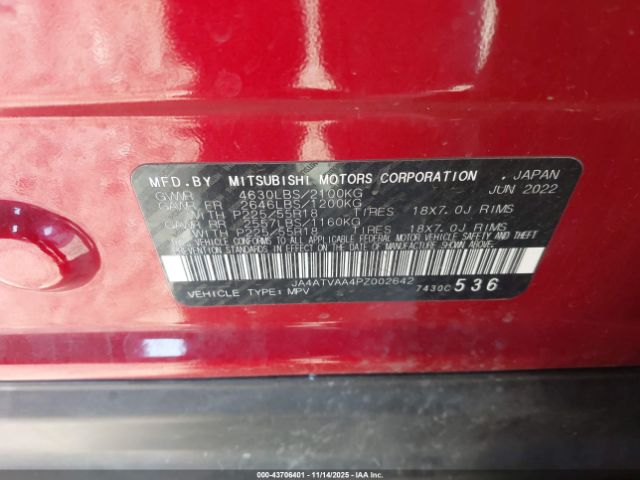 MFD.BY MITSUBISHI MOTORS CORPORATION . JAPAN
GVWR 4630LBS/2100KG JUN 2022
GAWR FR 2646LBS/1200KG
WITH P225/55R18 TIRES 18X7.0J RIMS
GAWR RR 2557LBS/1160KG
WITH P225/55R18 TIRES 18X7.0J RIMS
THIS VEHICLE CONFORMS TO ALL APPLICABLE FEDERAL MOTOR VEHICLE SAFETY AND THEFT
PREVENTION STANDARDS IN EFFECT ON THE DATE OF MANUFACTURE SHOWN ABOVE.
JA4ATVAA4PZ002642
VEHICLE TYPE: MPV 7430C 536
000-43706401 - 11/14/2025 - IAAI.COM